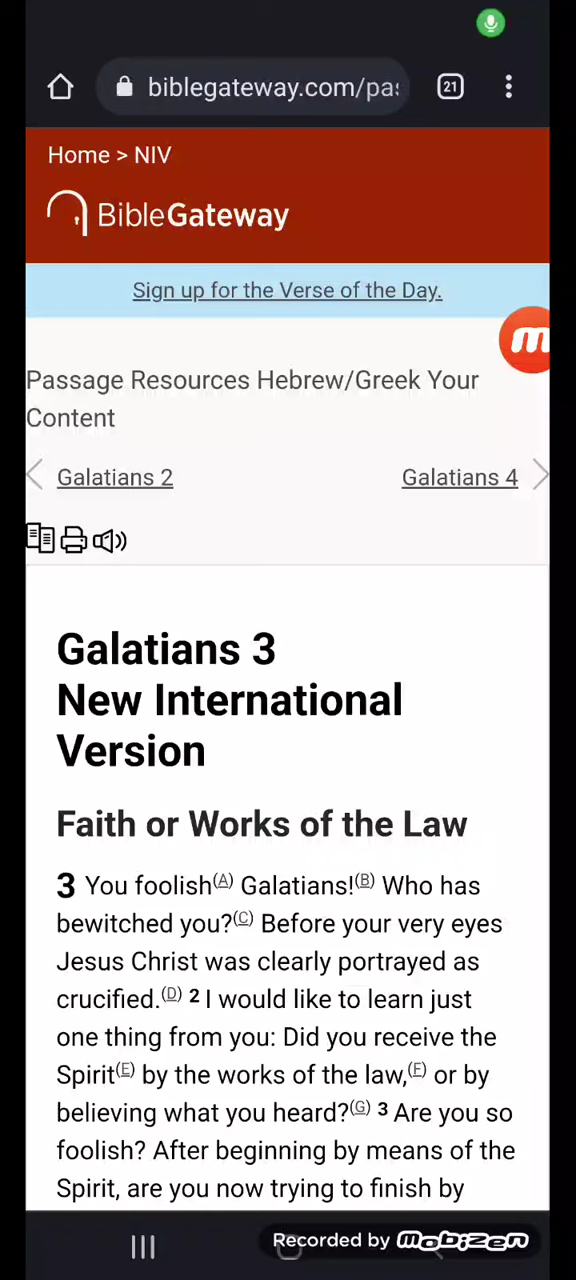 21
biblegateway.com/pas
Home > NIV
BibleGateway
Sign up for the Verse of the Day.
m
Passage Resources Hebrew/Greek Your
Content
Galatians 2
Galatians 4
Galatians 3
New International
Version
Faith or Works of the Law
3 You foolish(A) Galatians!(B) Who has
bewitched you?(C) Before your very eyes
Jesus Christ was clearly portrayed as
crucified.(D) 2 I would like to learn just
one thing from you: Did you receive the
Spirit(E) by the works of the law,(F) or by
believing what you heard?(G) 3 Are you so
foolish? After beginning by means of the
Spirit, are you now trying to finish by
Recorded by mobizen